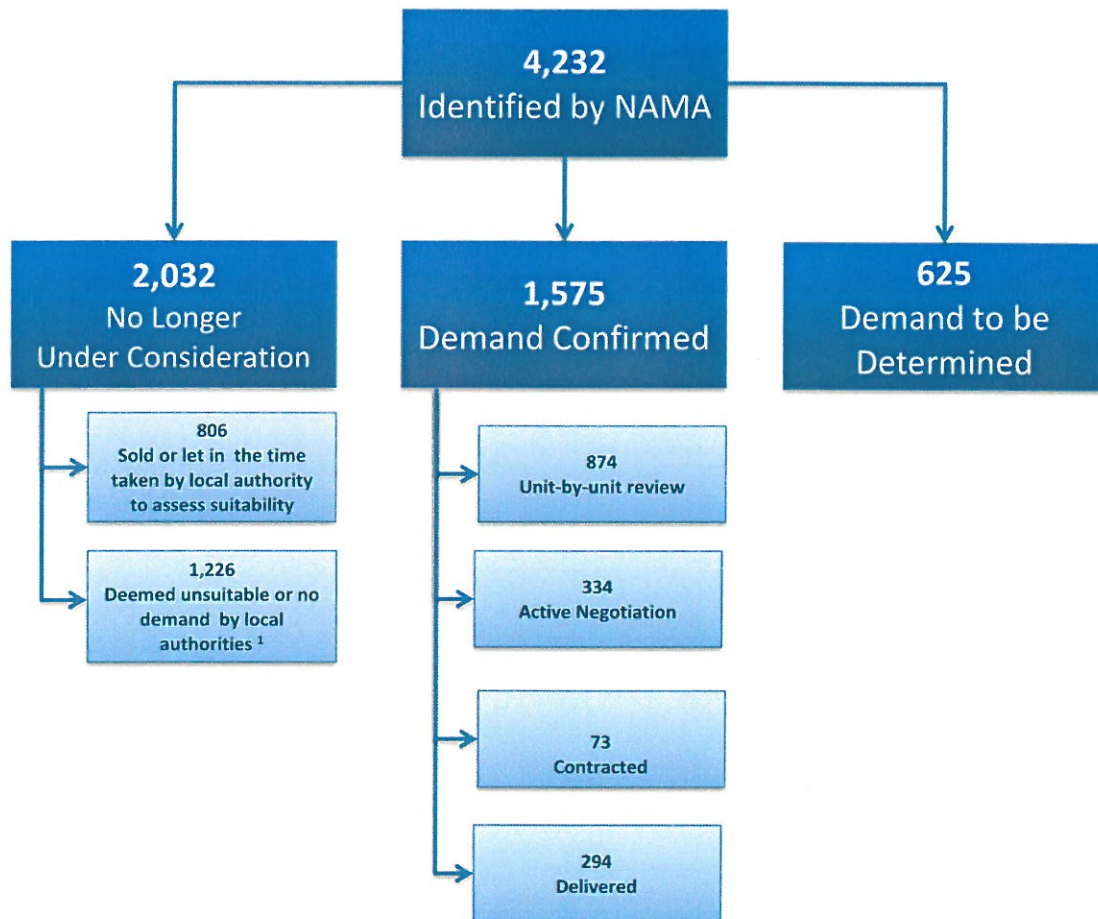 4,232
Identified by NAMA
2,032
No Longer
Under Consideration
806
Sold or let in the time
taken by local authority
to assess suitability
1,226
Deemed unsuitable or no
demand by local
authorities ¹
1,575
Demand Confirmed
874
Unit-by-unit review
334
Active Negotiation
73
Contracted
294
Delivered
625
Demand to be
Determined